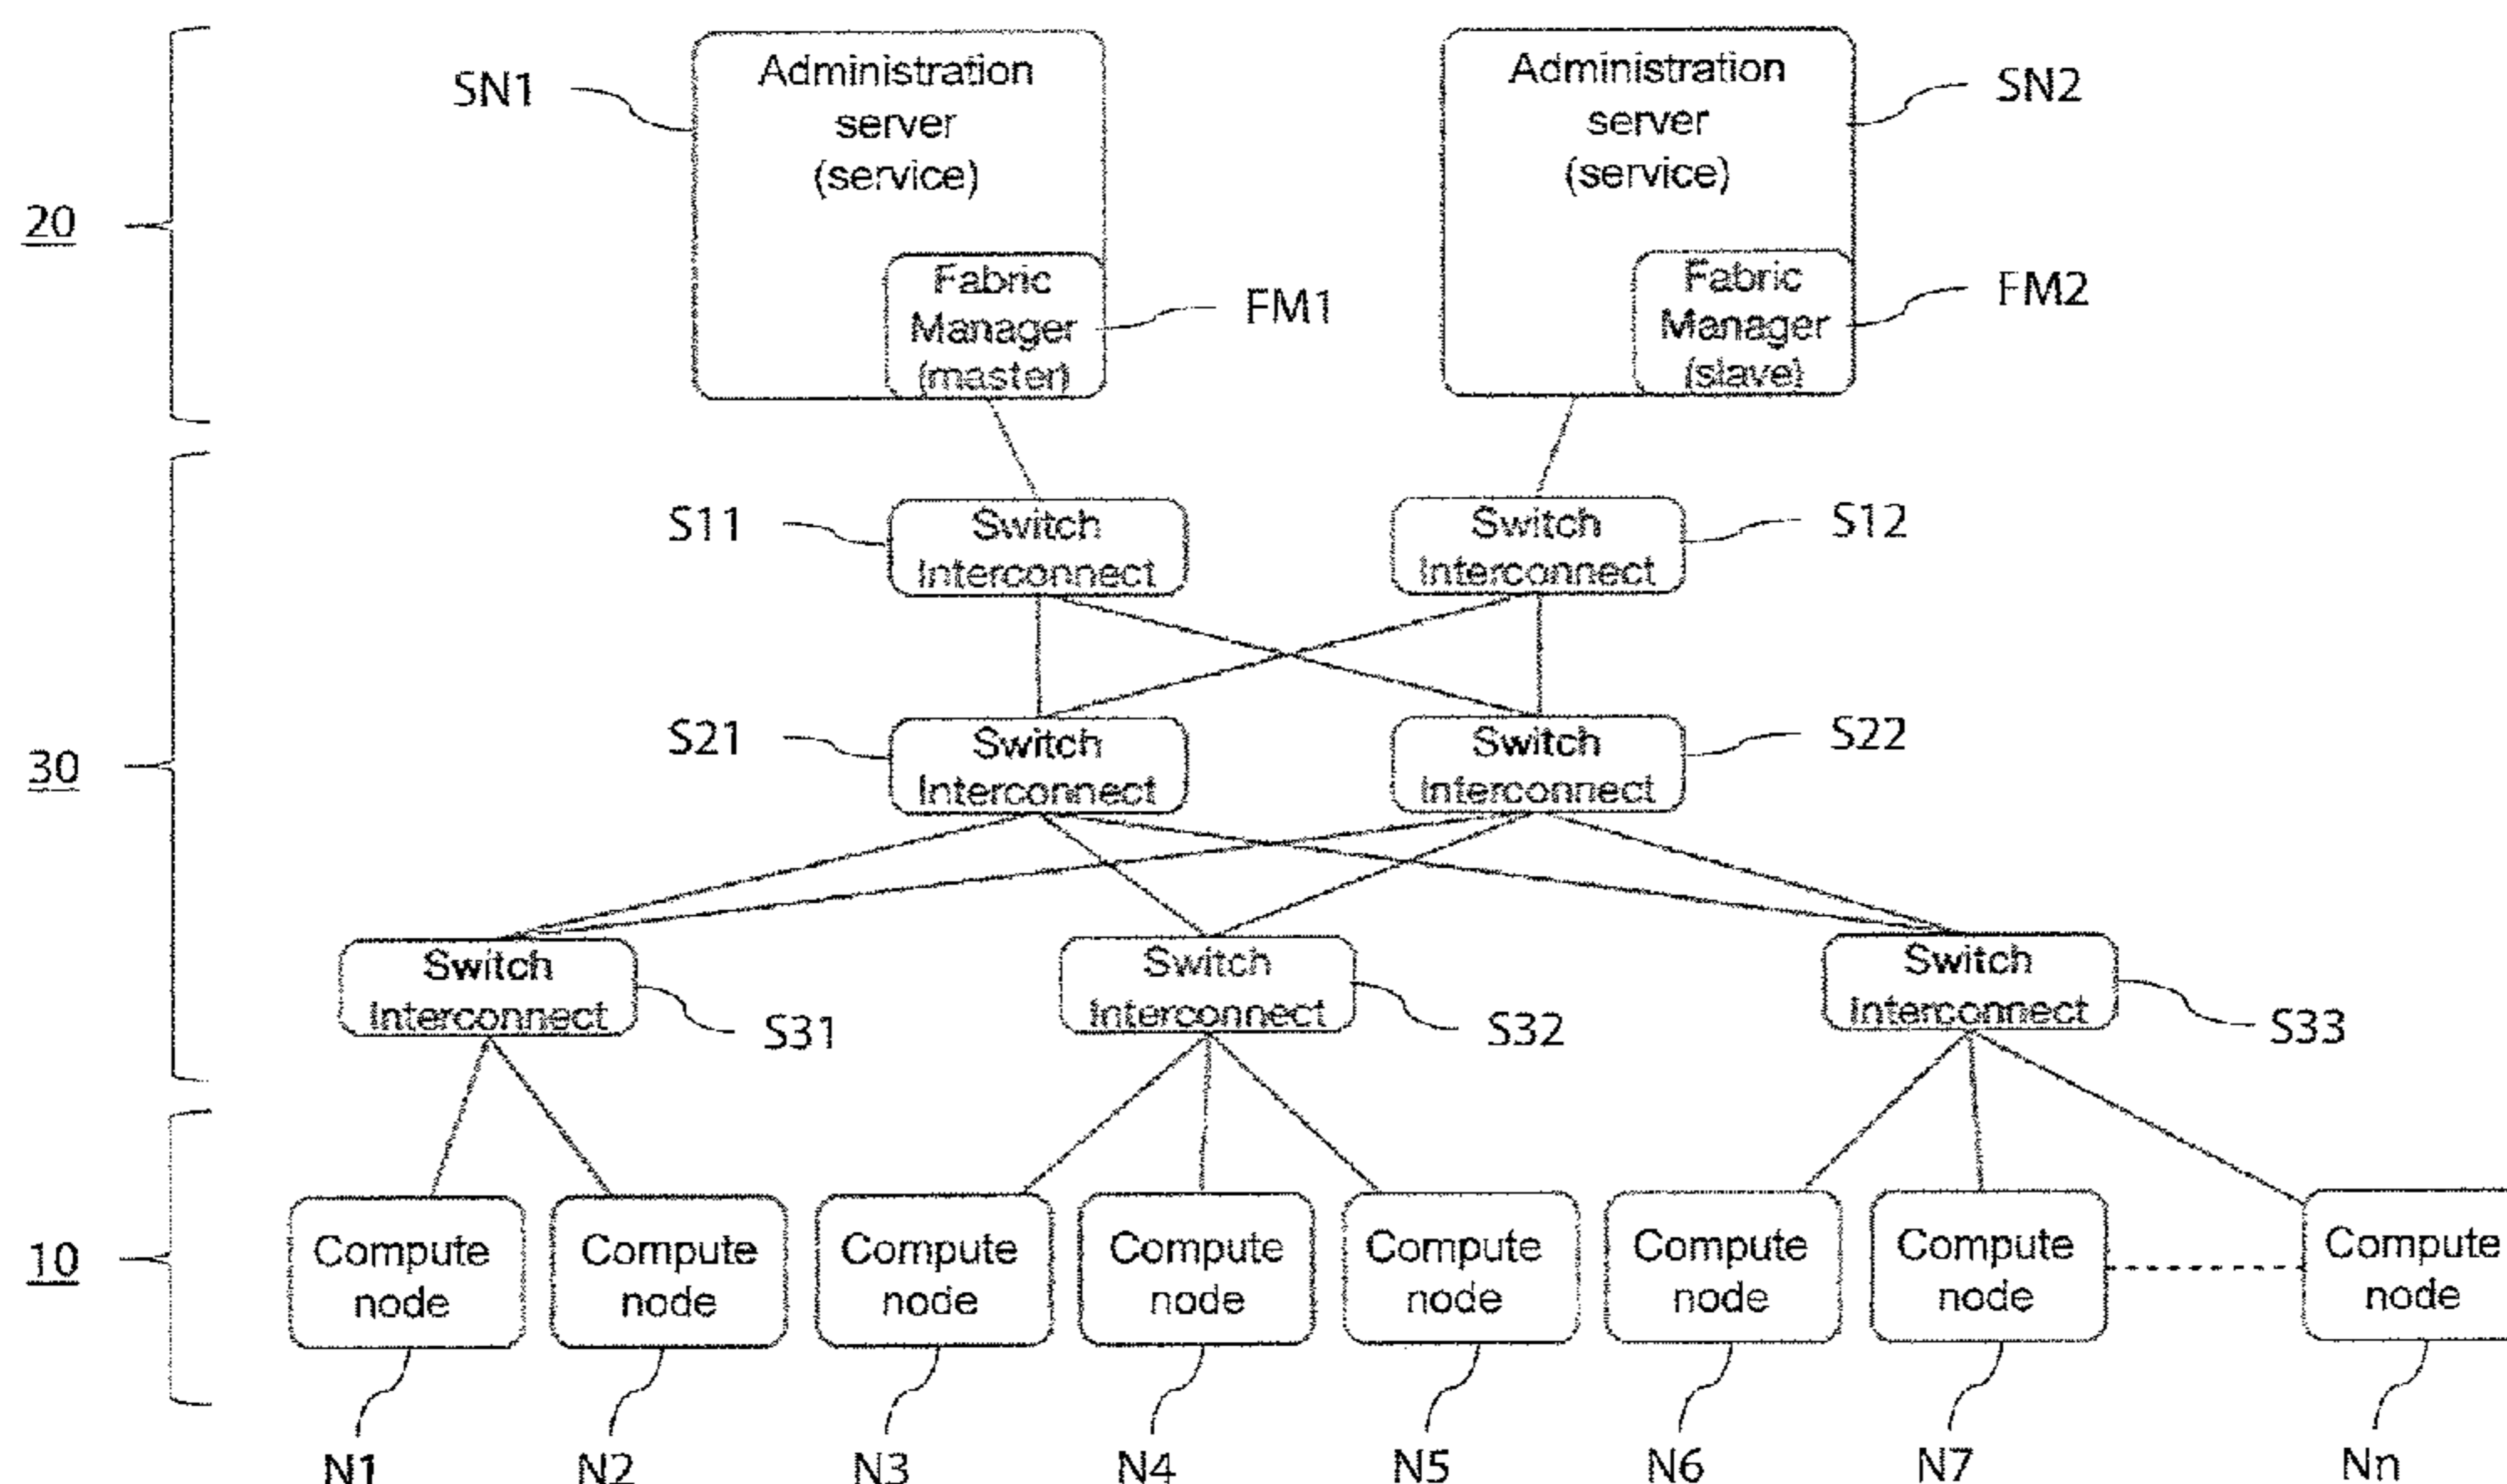 Administration
server
(service)
SN1
Administration
server
(service)
SN2
20
Fabric
Manager
(master)
FM1
Fabric
Manager
(slave)
FM2
S11
Switch
Interconnect
Switch
Interconnect
S12
30
S21
Switch
Interconnect
Switch
Interconnect
S22
Switch
Interconnect
S31
Switch
Interconnect
S32
Switch
Interconnect
S33
10
Compute
node
Compute
node
Compute
node
Compute
node
Compute
node
Compute
node
Compute
node
Compute
node
N1
N2
N3
N4
N5
N6
N7
Nn